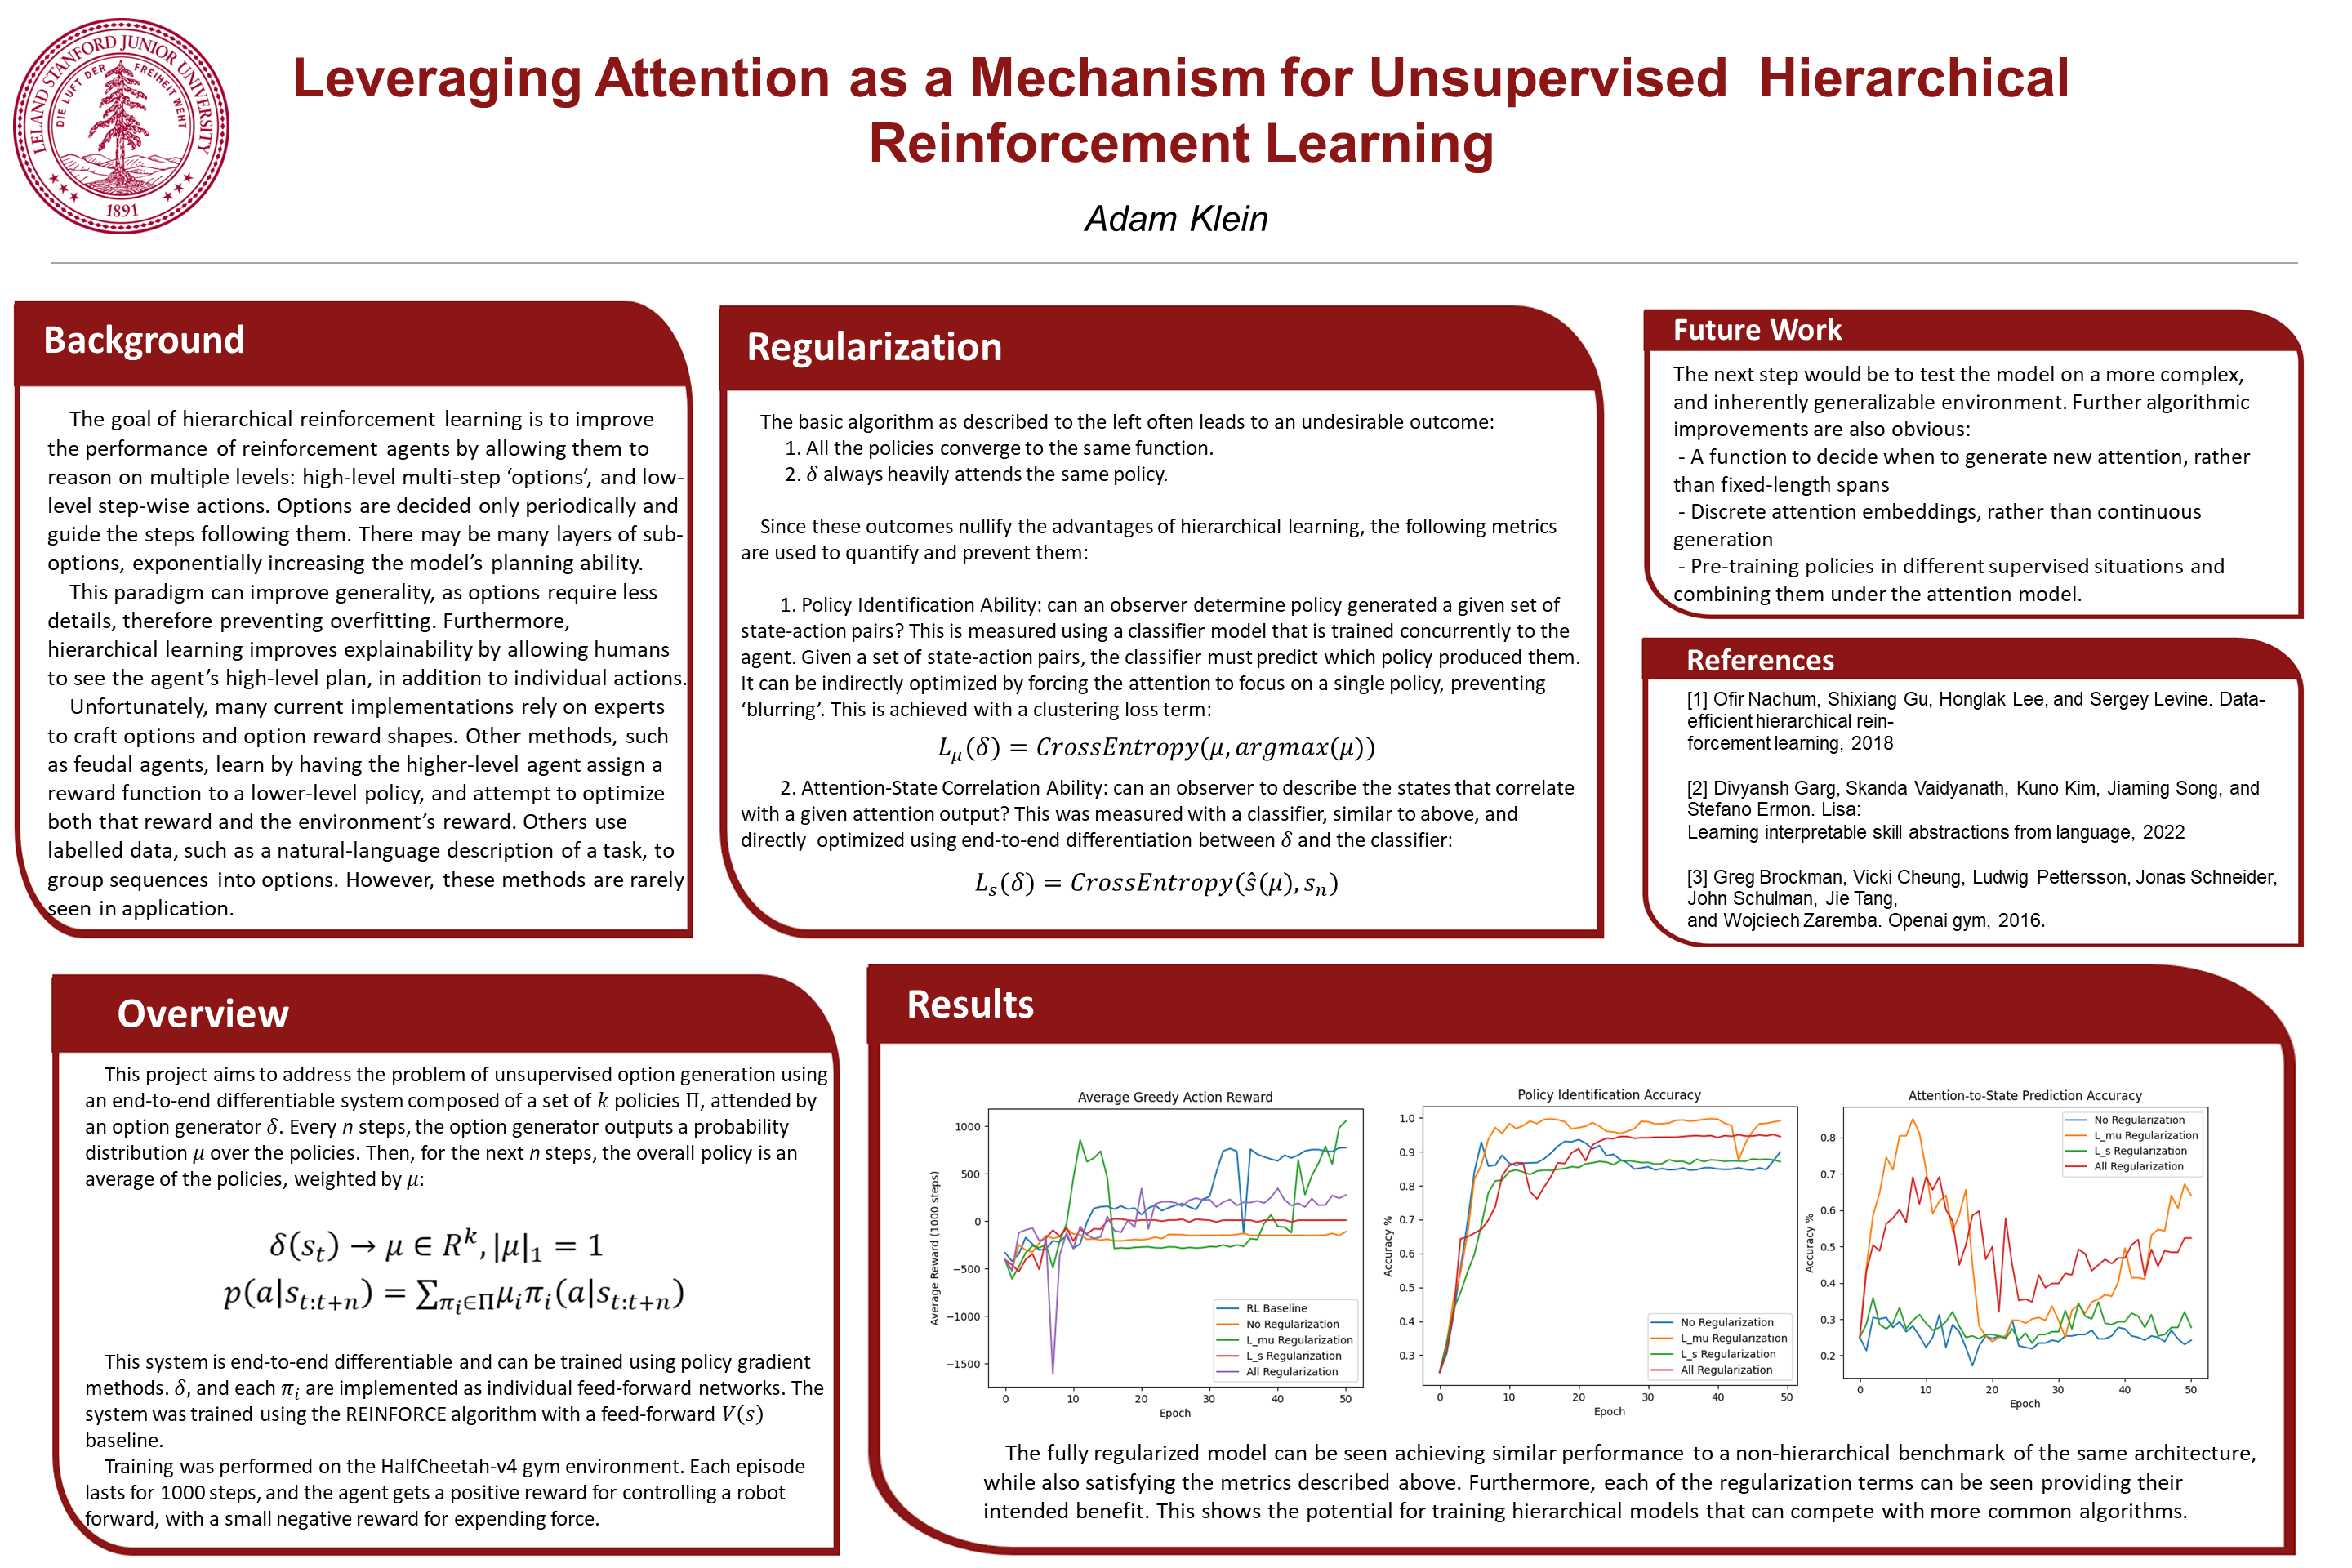 LELAND STANFORD JUNIOR UNIVERSITY
DIE LUFT DER FREIHEIT WEHT
1891
Leveraging Attention as a Mechanism for Unsupervised Hierarchical
Reinforcement Learning
Adam Klein
Background
The goal of hierarchical reinforcement learning is to improve
the performance of reinforcement agents by allowing them to
reason on multiple levels: high-level multi-step ‘options’, and low-
level step-wise actions. Options are decided only periodically and
guide the steps following them. There may be many layers of sub-
options, exponentially increasing the model’s planning ability.
This paradigm can improve generality, as options require less
details, therefore preventing overfitting. Furthermore,
hierarchical learning improves explainability by allowing humans
to see the agent’s high-level plan, in addition to individual actions.
Unfortunately, many current implementations rely on experts
to craft options and option reward shapes. Other methods, such
as feudal agents, learn by having the higher-level agent assign a
reward function to a lower-level policy, and attempt to optimize
both that reward and the environment’s reward. Others use
labelled data, such as a natural-language description of a task, to
group sequences into options. However, these methods are rarely
seen in application.
Regularization
The basic algorithm as described to the left often leads to an undesirable outcome:
1. All the policies converge to the same function.
2. δ always heavily attends the same policy.
Since these outcomes nullify the advantages of hierarchical learning, the following metrics
are used to quantify and prevent them:
1. Policy Identification Ability: can an observer determine policy generated a given set of
state-action pairs? This is measured using a classifier model that is trained concurrently to the
agent. Given a set of state-action pairs, the classifier must predict which policy produced them.
It can be indirectly optimized by forcing the attention to focus on a single policy, preventing
‘blurring’. This is achieved with a clustering loss term:
L_μ(δ) = CrossEntropy(μ, argmax(μ))
2. Attention-State Correlation Ability: can an observer to describe the states that correlate
with a given attention output? This was measured with a classifier, similar to above, and
directly optimized using end-to-end differentiation between δ and the classifier:
L_s(δ) = CrossEntropy(ŝ(μ), s_n)
Future Work
The next step would be to test the model on a more complex,
and inherently generalizable environment. Further algorithmic
improvements are also obvious:
- A function to decide when to generate new attention, rather
than fixed-length spans
- Discrete attention embeddings, rather than continuous
generation
- Pre-training policies in different supervised situations and
combining them under the attention model.
References
[1] Ofir Nachum, Shixiang Gu, Honglak Lee, and Sergey Levine. Data-
efficient hierarchical rein-
forcement learning, 2018
[2] Divyansh Garg, Skanda Vaidyanath, Kuno Kim, Jiaming Song, and
Stefano Ermon. Lisa:
Learning interpretable skill abstractions from language, 2022
[3] Greg Brockman, Vicki Cheung, Ludwig Pettersson, Jonas Schneider,
John Schulman, Jie Tang,
and Wojciech Zaremba. Openai gym, 2016.
Overview
This project aims to address the problem of unsupervised option generation using
an end-to-end differentiable system composed of a set of k policies Π, attended by
an option generator δ. Every n steps, the option generator outputs a probability
distribution μ over the policies. Then, for the next n steps, the overall policy is an
average of the policies, weighted by μ:
δ(s_t) → μ ∈ R^k, |μ|_1 = 1
p(a|s_{t:t+n}) = ∑_{π_i∈Π} μ_i π_i(a|s_{t:t+n})
This system is end-to-end differentiable and can be trained using policy gradient
methods. δ, and each π_i are implemented as individual feed-forward networks. The
system was trained using the REINFORCE algorithm with a feed-forward V(s)
baseline.
Training was performed on the HalfCheetah-v4 gym environment. Each episode
lasts for 1000 steps, and the agent gets a positive reward for controlling a robot
forward, with a small negative reward for expending force.
Results
Average Greedy Action Reward
Average Reward (1000 steps)
1000
500
0
−500
−1000
−1500
RL Baseline
No Regularization
L_mu Regularization
L_s Regularization
All Regularization
0 10 20 30 40 50
Epoch
Policy Identification Accuracy
Accuracy %
1.0
0.9
0.8
0.7
0.6
0.5
0.4
0.3
No Regularization
L_mu Regularization
L_s Regularization
All Regularization
0 10 20 30 40 50
Epoch
Attention-to-State Prediction Accuracy
Accuracy %
0.8
0.7
0.6
0.5
0.4
0.3
0.2
No Regularization
L_mu Regularization
L_s Regularization
All Regularization
0 10 20 30 40 50
Epoch
The fully regularized model can be seen achieving similar performance to a non-hierarchical benchmark of the same architecture,
while also satisfying the metrics described above. Furthermore, each of the regularization terms can be seen providing their
intended benefit. This shows the potential for training hierarchical models that can compete with more common algorithms.